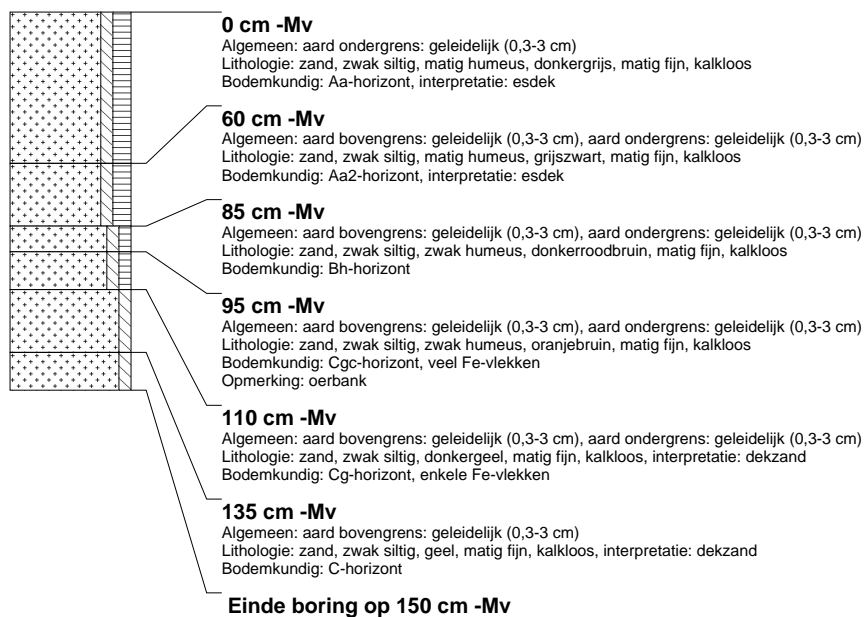 0 cm -Mv
Algemeen: aard ondergrens: geleidelijk (0,3-3 cm)
Lithologie: zand, zwak siltig, matig humeus, donkergrijs, matig fijn, kalkloos
Bodemkundig: Aa-horizont, interpretatie: esdek
60 cm -Mv
Algemeen: aard bovengrens: geleidelijk (0,3-3 cm), aard ondergrens: geleidelijk (0,3-3 cm)
Lithologie: zand, zwak siltig, matig humeus, grijszwart, matig fijn, kalkloos
Bodemkundig: Aa2-horizont, interpretatie: esdek
85 cm -Mv
Algemeen: aard bovengrens: geleidelijk (0,3-3 cm), aard ondergrens: geleidelijk (0,3-3 cm)
Lithologie: zand, zwak siltig, zwak humeus, donkerroodbruin, matig fijn, kalkloos
Bodemkundig: Bh-horizont
95 cm -Mv
Algemeen: aard bovengrens: geleidelijk (0,3-3 cm), aard ondergrens: geleidelijk (0,3-3 cm)
Lithologie: zand, zwak siltig, zwak humeus, oranjebruin, matig fijn, kalkloos
Bodemkundig: Cgc-horizont, veel Fe-vlekken
Opmerking: oerbank
110 cm -Mv
Algemeen: aard bovengrens: geleidelijk (0,3-3 cm), aard ondergrens: geleidelijk (0,3-3 cm)
Lithologie: zand, zwak siltig, donkergeel, matig fijn, kalkloos, interpretatie: dekzand
Bodemkundig: Cg-horizont, enkele Fe-vlekken
135 cm -Mv
Algemeen: aard bovengrens: geleidelijk (0,3-3 cm)
Lithologie: zand, zwak siltig, geel, matig fijn, kalkloos, interpretatie: dekzand
Bodemkundig: C-horizont
Einde boring op 150 cm -Mv